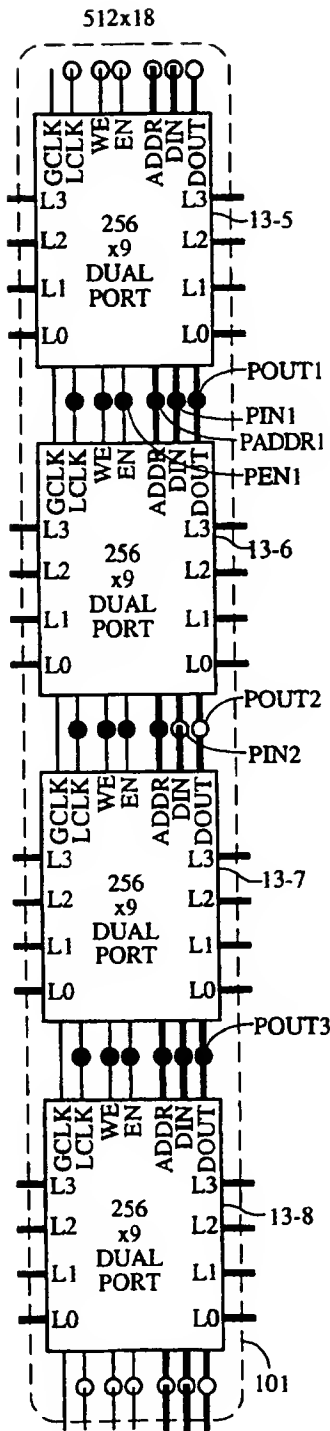 512x18
GCLK LCLK WE EN ADDR DIN DOUT
L3 L3
L2 L2
L1 L1
L0 L0
256
x9
DUAL
PORT
13-5
POUT1
PIN1
PADDR1
PEN1
GCLK LCLK WE EN ADDR DIN DOUT
L3 L3
L2 L2
L1 L1
L0 L0
256
x9
DUAL
PORT
13-6
POUT2
PIN2
GCLK LCLK WE EN ADDR DIN DOUT
L3 L3
L2 L2
L1 L1
L0 L0
256
x9
DUAL
PORT
13-7
POUT3
GCLK LCLK WE EN ADDR DIN DOUT
L3 L3
L2 L2
L1 L1
L0 L0
256
x9
DUAL
PORT
13-8
101